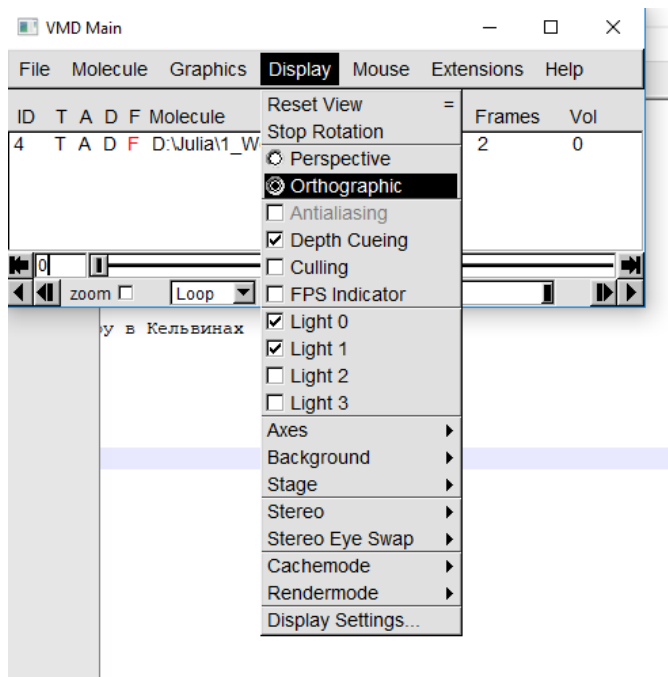 VMD Main
File Molecule Graphics Display Mouse Extensions Help
ID T A D F Molecule Frames Vol
4 T A D F D:\Julia\1_W 2 0
Reset View =
Stop Rotation
Perspective
Orthographic
Antialiasing
Depth Cueing
Culling
FPS Indicator
Light 0
Light 1
Light 2
Light 3
Axes
Background
Stage
Stereo
Stereo Eye Swap
Cachemode
Rendermode
Display Settings...
0
zoom Loop
у в Кельвинах